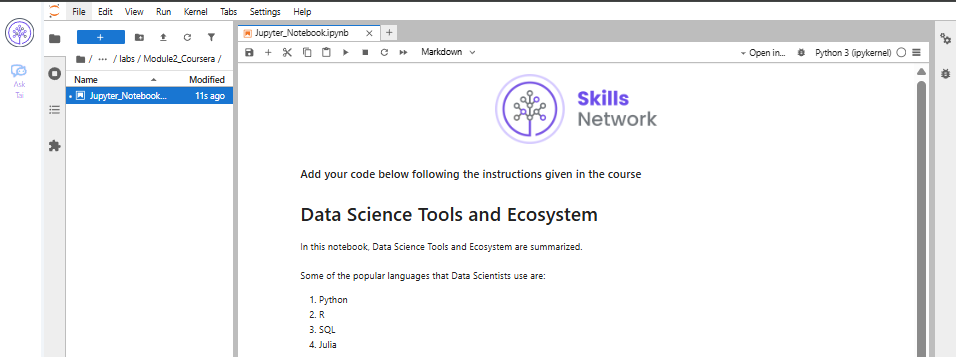 File Edit View Run Kernel Tabs Settings Help
Jupyter_Notebook.ipynb
Markdown
Open in...
Python 3 (ipykernel)
/ ... / labs / Module2_Coursera /
Name
Modified
Jupyter_Notebook...
11s ago
Ask
Tai
Skills
Network
Add your code below following the instructions given in the course
Data Science Tools and Ecosystem
In this notebook, Data Science Tools and Ecosystem are summarized.
Some of the popular languages that Data Scientists use are:
1. Python
2. R
3. SQL
4. Julia